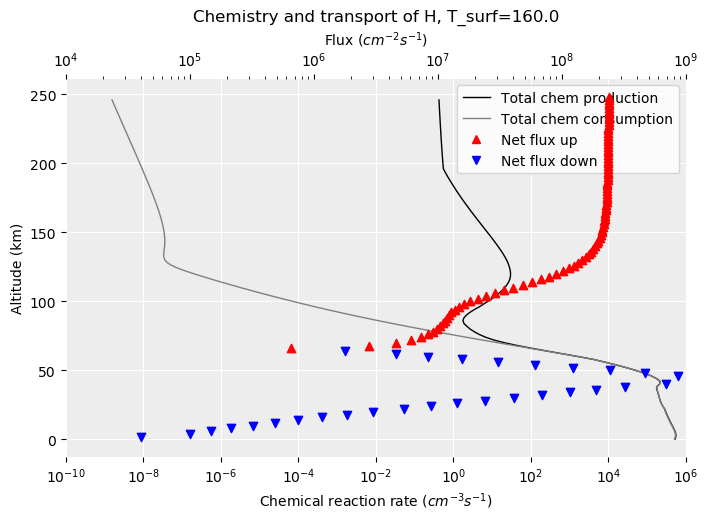 Chemistry and transport of H, T_surf=160.0
Flux (cm⁻²s⁻¹)
10⁴ 10⁵ 10⁶ 10⁷ 10⁸ 10⁹
Total chem production
Total chem consumption
Net flux up
Net flux down
Altitude (km)
250
200
150
100
50
0
10⁻¹⁰ 10⁻⁸ 10⁻⁶ 10⁻⁴ 10⁻² 10⁰ 10² 10⁴ 10⁶
Chemical reaction rate (cm⁻³s⁻¹)